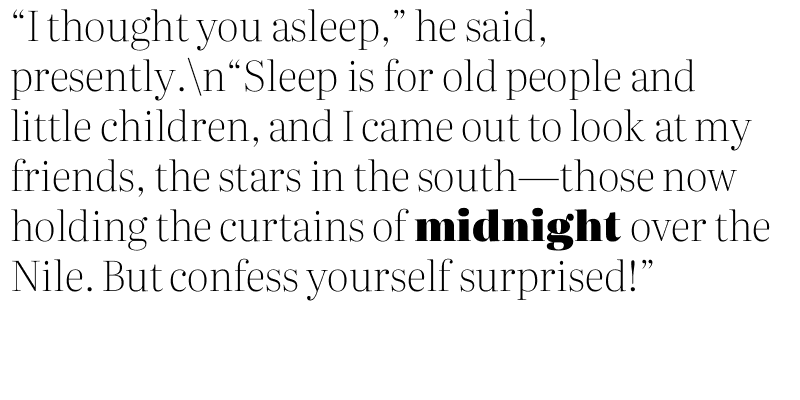 “I thought you asleep,” he said,
presently.\n“Sleep is for old people and
little children, and I came out to look at my
friends, the stars in the south—those now
holding the curtains of midnight over the
Nile. But confess yourself surprised!”